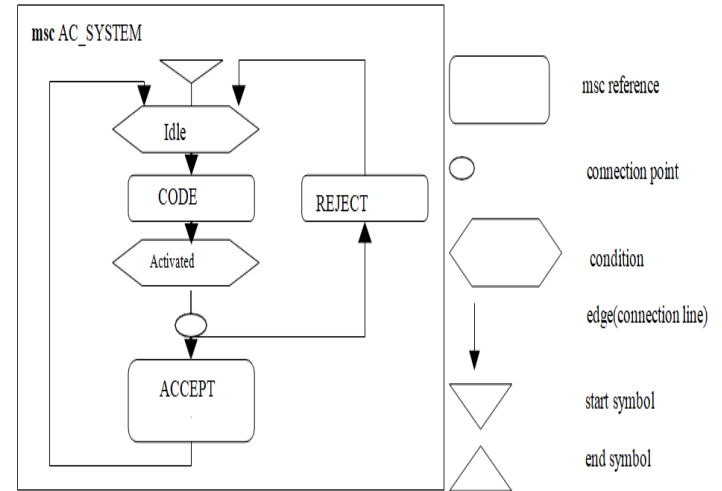 msc AC_SYSTEM
Idle
CODE
REJECT
Activated
ACCEPT
msc reference
connection point
condition
edge(connection line)
start symbol
end symbol